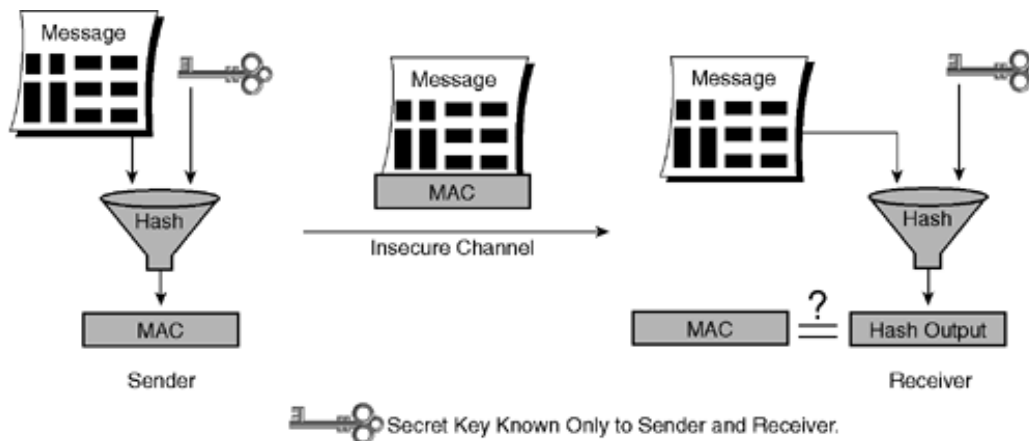 Message
Hash
MAC
Sender
Message
MAC
Insecure Channel
Message
Hash
MAC
?
Hash Output
Receiver
Secret Key Known Only to Sender and Receiver.